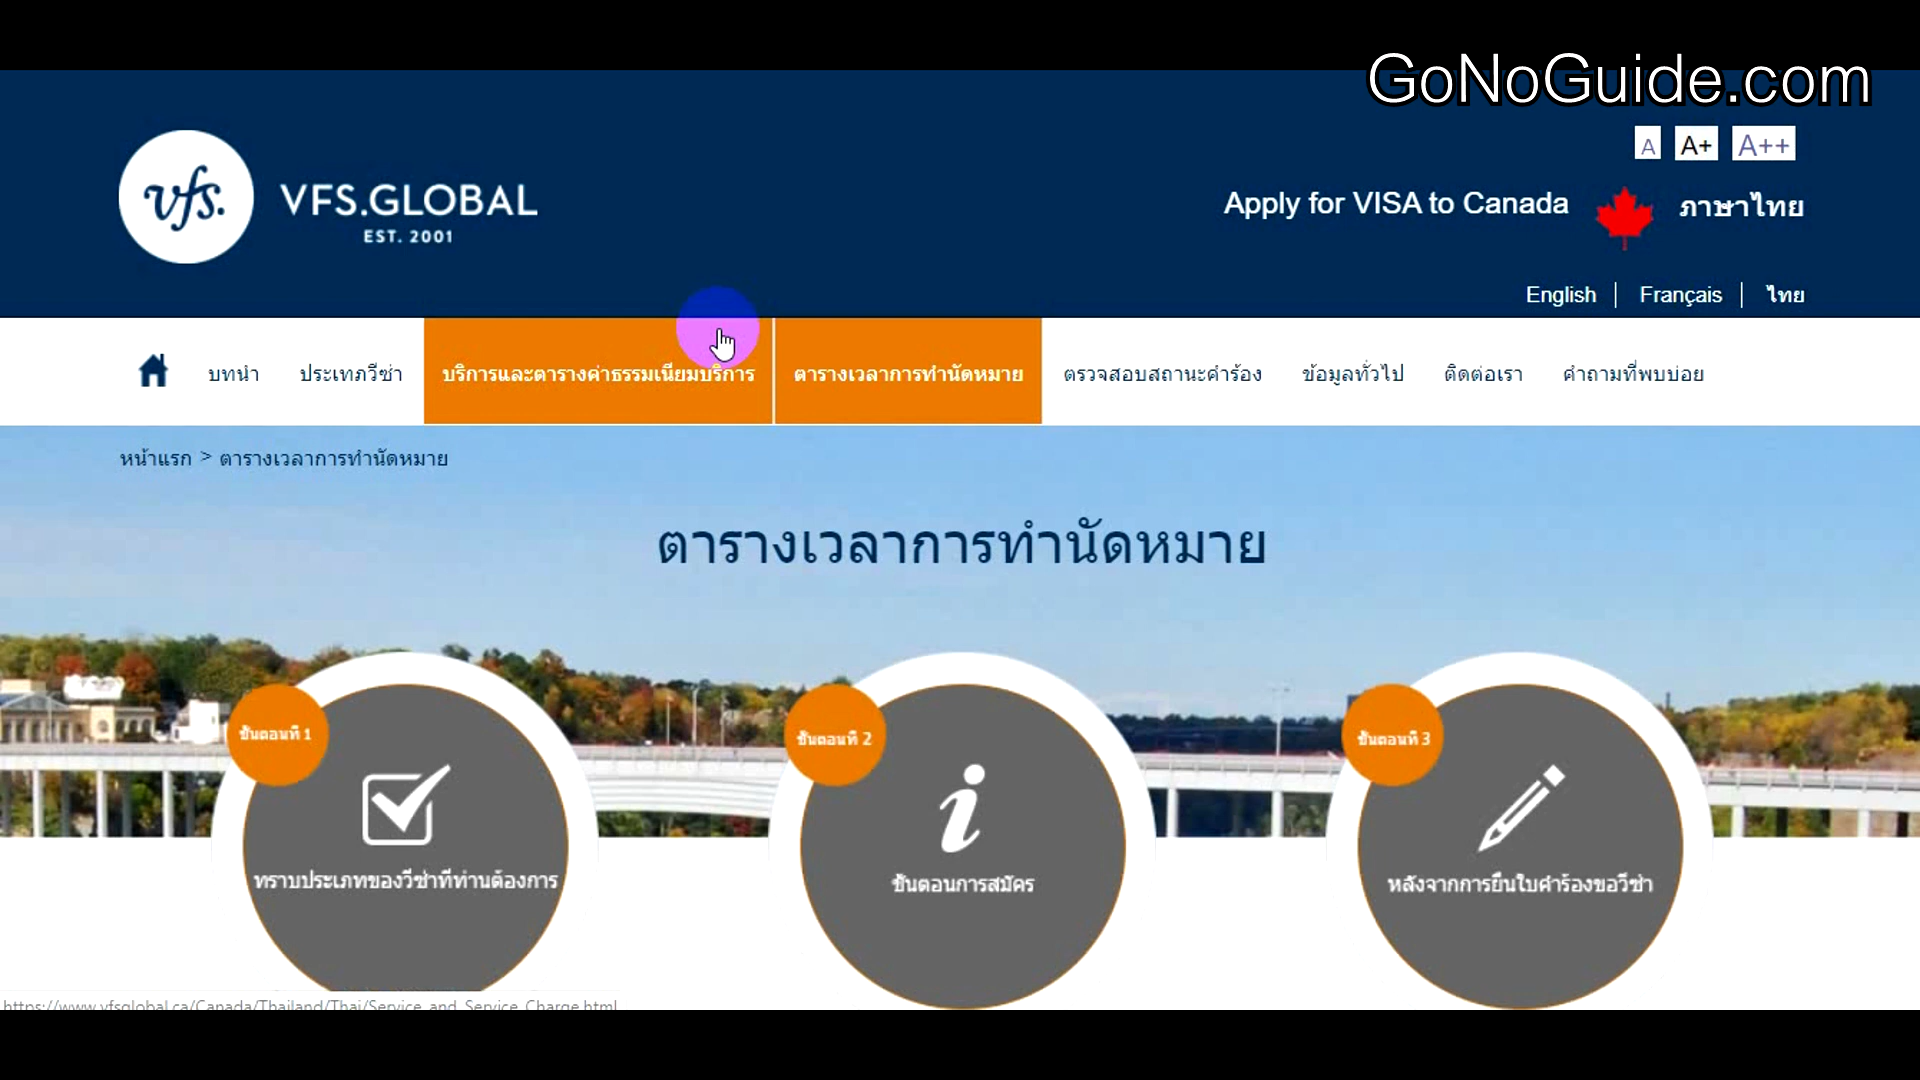 GoNoGuide.com
A A+ A++
vfs.
VFS.GLOBAL
EST. 2001
Apply for VISA to Canada
ภาษาไทย
English | Français | ไทย
บทนำ ประเภทวีซ่า บริการและตารางค่าธรรมเนียมบริการ ตารางเวลาการทำนัดหมาย ตรวจสอบสถานะคำร้อง ข้อมูลทั่วไป ติดต่อเรา คำถามที่พบบ่อย
หน้าแรก > ตารางเวลาการทำนัดหมาย
ตารางเวลาการทำนัดหมาย
ขั้นตอนที่ 1
ทราบประเภทของวีซ่าที่ท่านต้องการ
ขั้นตอนที่ 2
i
ขั้นตอนการสมัคร
ขั้นตอนที่ 3
หลังจากการยื่นใบคำร้องขอวีซ่า
https://www.vfsglobal.ca/Canada/Thailand/Thai/Service_and_Service_Charge.html